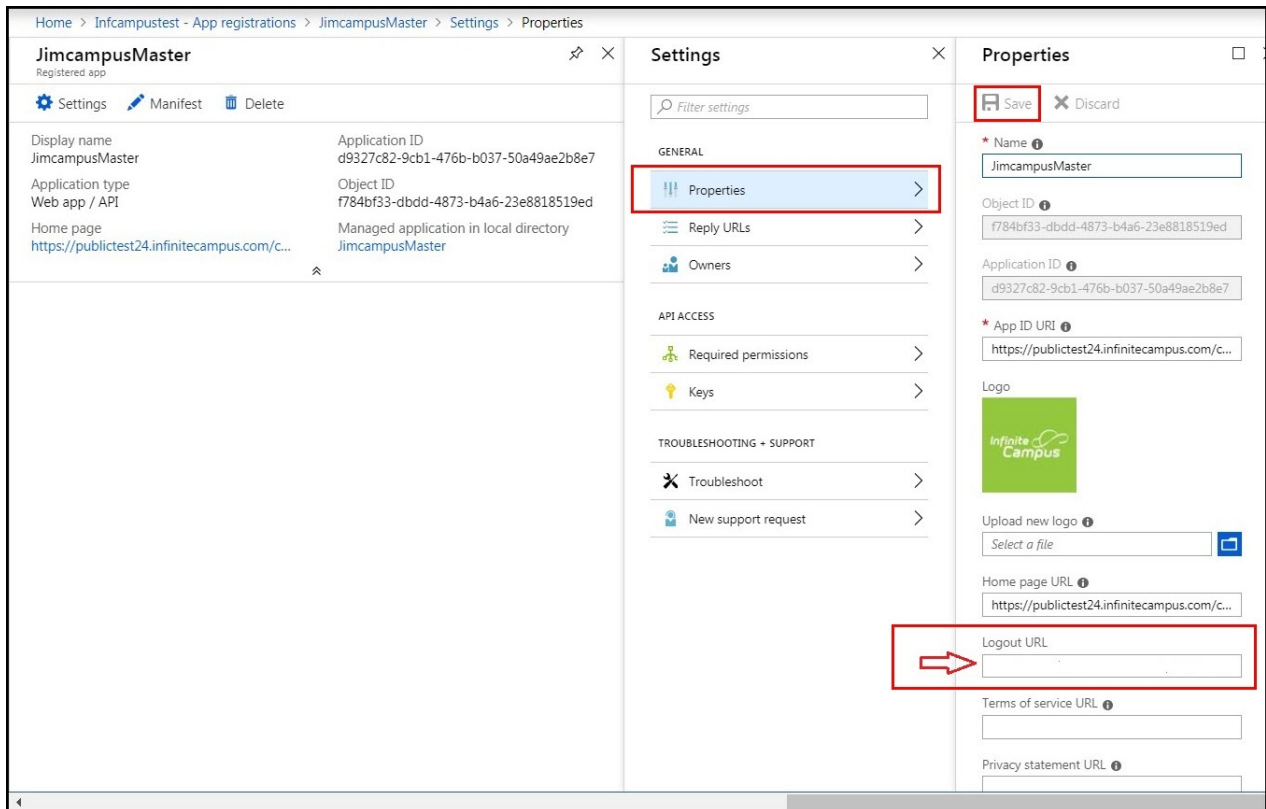 Home > Infcampustest - App registrations > JimcampusMaster > Settings > Properties
JimcampusMaster
Registered app
Settings Manifest Delete
Display name
JimcampusMaster
Application type
Web app / API
Home page
https://publictest24.infinitecampus.com/c...
Application ID
d9327c82-9cb1-476b-b037-50a49ae2b8e7
Object ID
f784bf33-dbdd-4873-b4a6-23e8818519ed
Managed application in local directory
JimcampusMaster
Settings
Filter settings
GENERAL
Properties
Reply URLs
Owners
API ACCESS
Required permissions
Keys
TROUBLESHOOTING + SUPPORT
Troubleshoot
New support request
Properties
Save Discard
* Name
JimcampusMaster
Object ID
f784bf33-dbdd-4873-b4a6-23e8818519ed
Application ID
d9327c82-9cb1-476b-b037-50a49ae2b8e7
* App ID URI
https://publictest24.infinitecampus.com/c...
Logo
Infinite
Campus
Upload new logo
Select a file
Home page URL
https://publictest24.infinitecampus.com/c...
Logout URL
Terms of service URL
Privacy statement URL